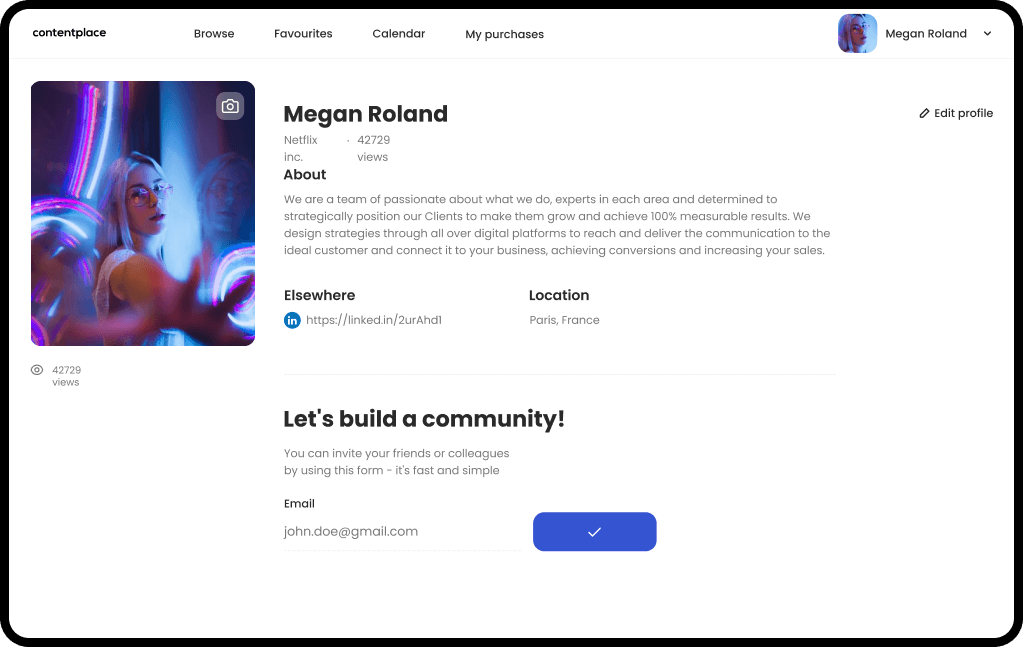 contentplace
Browse
Favourites
Calendar
My purchases
Megan Roland
Megan Roland
Edit profile
Netflix inc.
· 42729 views
About
We are a team of passionate about what we do, experts in each area and determined to
strategically position our Clients to make them grow and achieve 100% measurable results. We
design strategies through all over digital platforms to reach and deliver the communication to the
ideal customer and connect it to your business, achieving conversions and increasing your sales.
Elsewhere
https://linked.in/2urAhd1
Location
Paris, France
42729
views
Let's build a community!
You can invite your friends or colleagues
by using this form - it's fast and simple
Email
john.doe@gmail.com